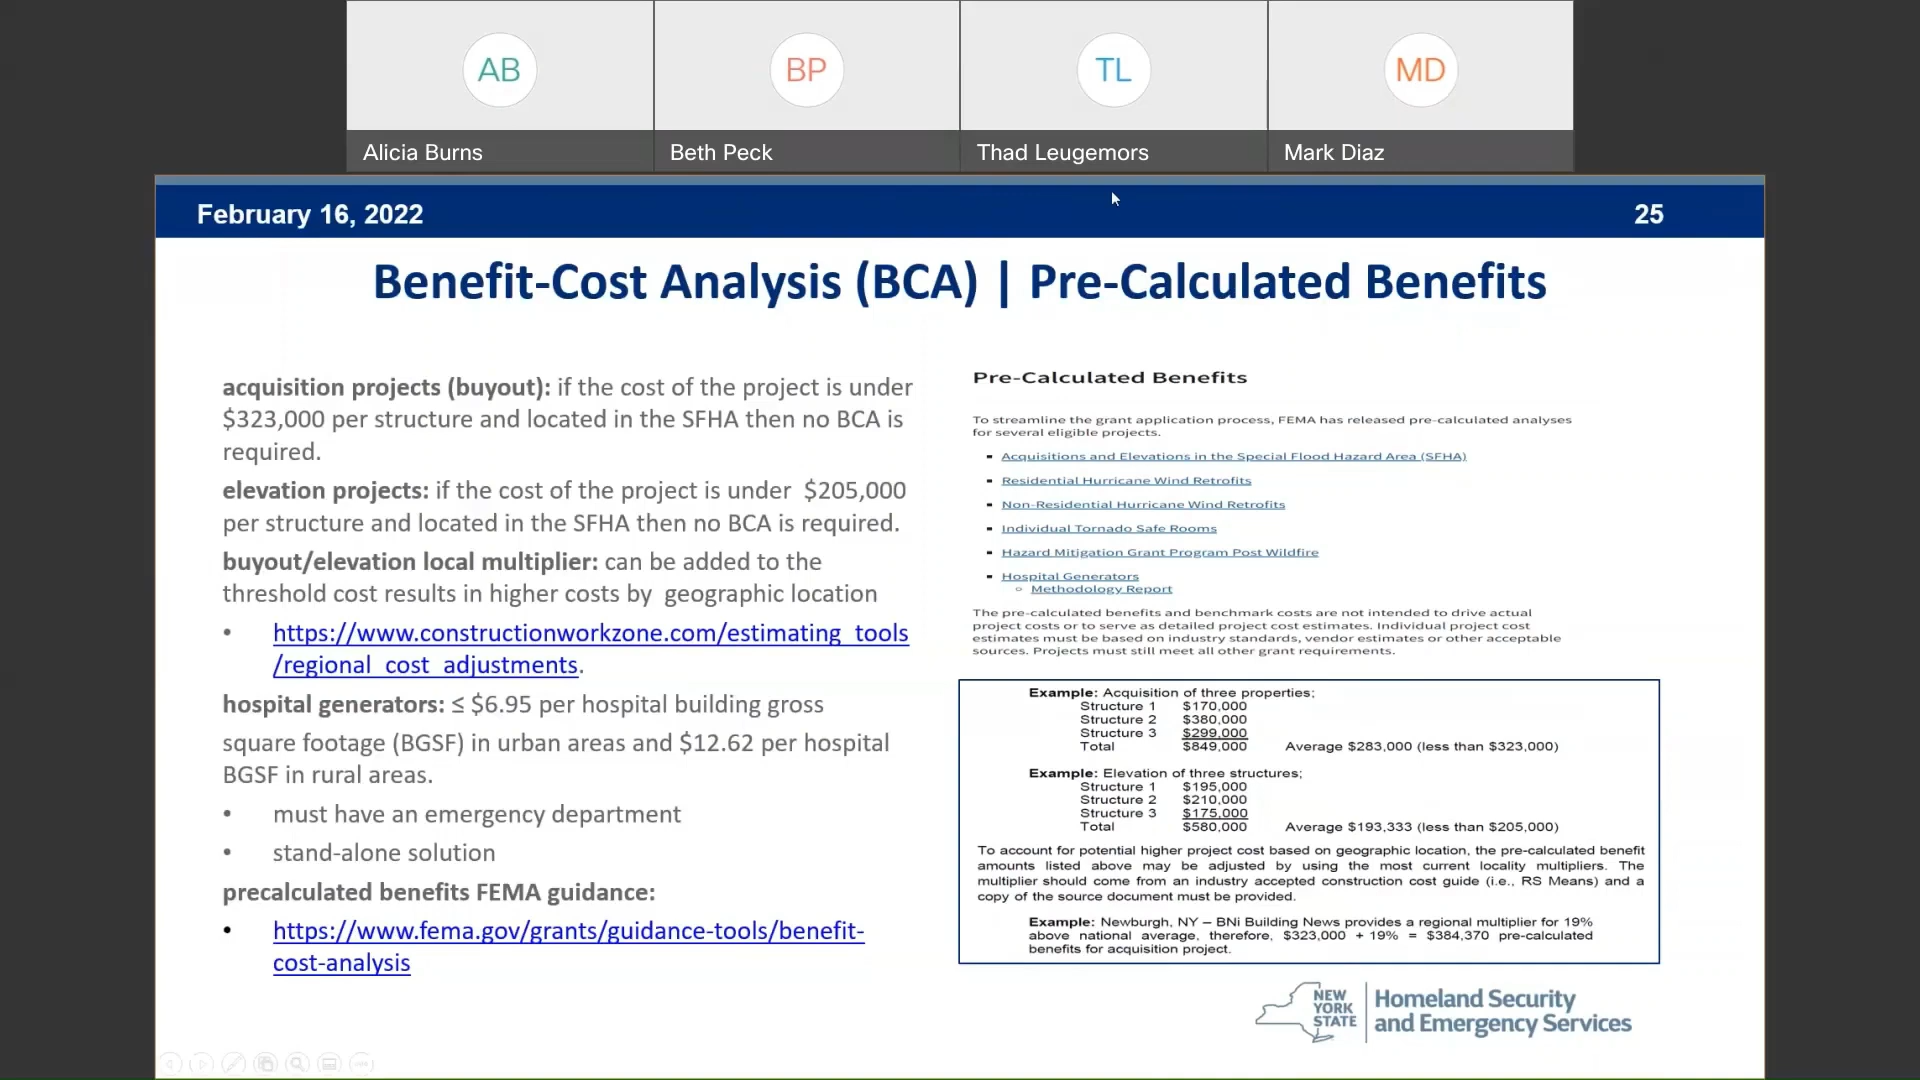 AB
BP
TL
MD
Alicia Burns
Beth Peck
Thad Leugemors
Mark Diaz
February 16, 2022
25
Benefit-Cost Analysis (BCA) | Pre-Calculated Benefits
acquisition projects (buyout): if the cost of the project is under
$323,000 per structure and located in the SFHA then no BCA is
required.
elevation projects: if the cost of the project is under $205,000
per structure and located in the SFHA then no BCA is required.
buyout/elevation local multiplier: can be added to the
threshold cost results in higher costs by geographic location
• https://www.constructionworkzone.com/estimating_tools
/regional_cost_adjustments.
hospital generators: ≤ $6.95 per hospital building gross
square footage (BGSF) in urban areas and $12.62 per hospital
BGSF in rural areas.
• must have an emergency department
• stand-alone solution
precalculated benefits FEMA guidance:
• https://www.fema.gov/grants/guidance-tools/benefit-
cost-analysis
Pre-Calculated Benefits
To streamline the grant application process, FEMA has released pre-calculated analyses
for several eligible projects.
▪ Acquisitions and Elevations in the Special Flood Hazard Area (SFHA)
▪ Residential Hurricane Wind Retrofits
▪ Non-Residential Hurricane Wind Retrofits
▪ Individual Tornado Safe Rooms
▪ Hazard Mitigation Grant Program Post Wildfire
▪ Hospital Generators
○ Methodology Report
The pre-calculated benefits and benchmark costs are not intended to drive actual
project costs or to serve as detailed project cost estimates. Individual project cost
estimates must be based on industry standards, vendor estimates or other acceptable
sources. Projects must still meet all other grant requirements.
Example: Acquisition of three properties;
Structure 1 $170,000
Structure 2 $380,000
Structure 3 $299,000
Total $849,000 Average $283,000 (less than $323,000)
Example: Elevation of three structures;
Structure 1 $195,000
Structure 2 $210,000
Structure 3 $175,000
Total $580,000 Average $193,333 (less than $205,000)
To account for potential higher project cost based on geographic location, the pre-calculated benefit
amounts listed above may be adjusted by using the most current locality multipliers. The
multiplier should come from an industry accepted construction cost guide (i.e., RS Means) and a
copy of the source document must be provided.
Example: Newburgh, NY – BNi Building News provides a regional multiplier for 19%
above national average, therefore, $323,000 + 19% = $384,370 pre-calculated
benefits for acquisition project.
NEW
YORK
STATE
Homeland Security
and Emergency Services